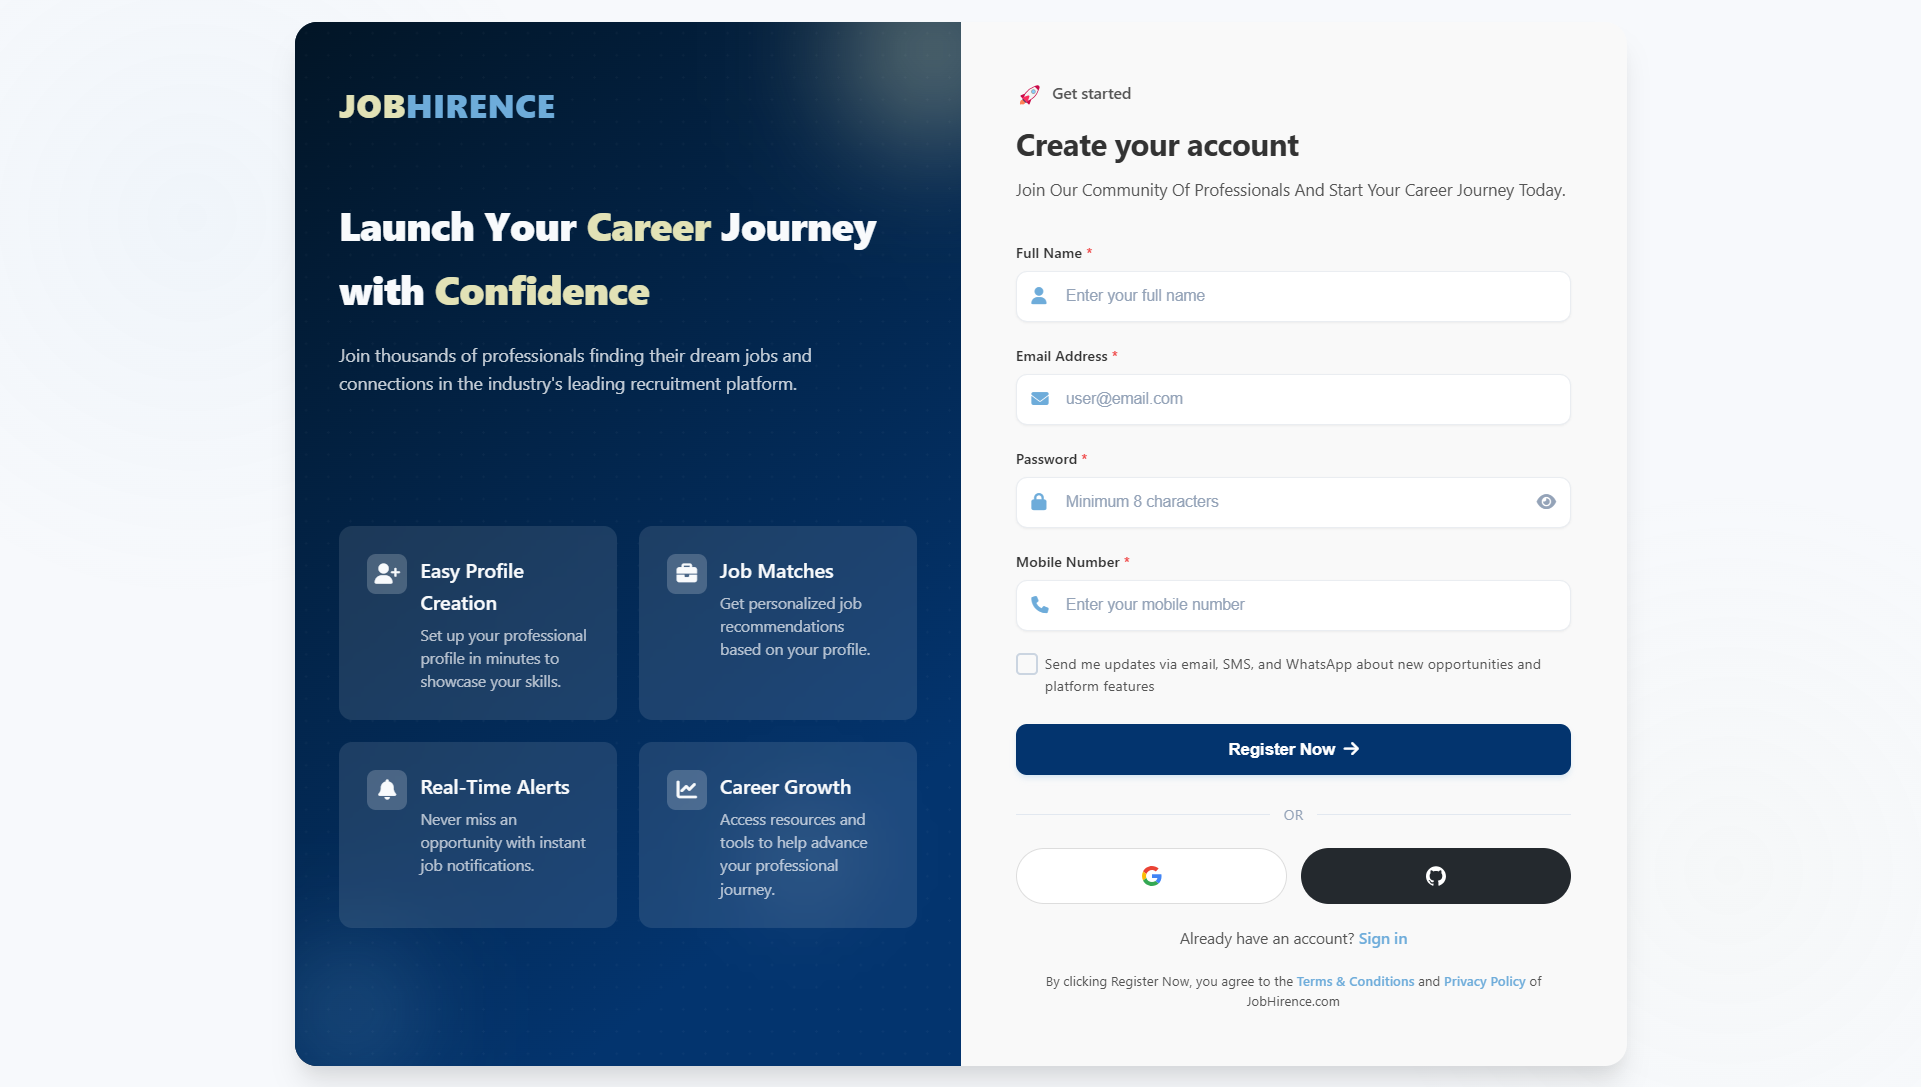 JOBHIRENCE
Launch Your Career Journey
with Confidence
Join thousands of professionals finding their dream jobs and
connections in the industry's leading recruitment platform.
Easy Profile
Creation
Set up your professional
profile in minutes to
showcase your skills.
Job Matches
Get personalized job
recommendations
based on your profile.
Real-Time Alerts
Never miss an
opportunity with instant
job notifications.
Career Growth
Access resources and
tools to help advance
your professional
journey.
Get started
Create your account
Join Our Community Of Professionals And Start Your Career Journey Today.
Full Name *
Enter your full name
Email Address *
user@email.com
Password *
Minimum 8 characters
Mobile Number *
Enter your mobile number
Send me updates via email, SMS, and WhatsApp about new opportunities and
platform features
Register Now →
OR
Already have an account? Sign in
By clicking Register Now, you agree to the Terms & Conditions and Privacy Policy of
JobHirence.com